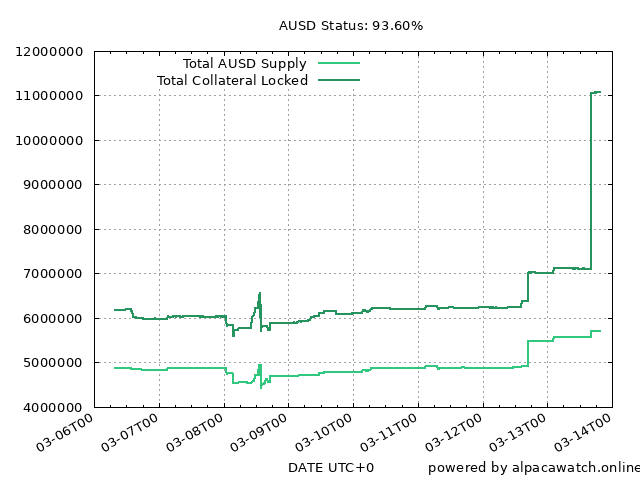 AUSD Status: 93.60%
Total AUSD Supply
Total Collateral Locked
12000000
11000000
10000000
9000000
8000000
7000000
6000000
5000000
4000000
03-06T00
03-07T00
03-08T00
03-09T00
03-10T00
03-11T00
03-12T00
03-13T00
03-14T00
DATE UTC+0
powered by alpacawatch.online